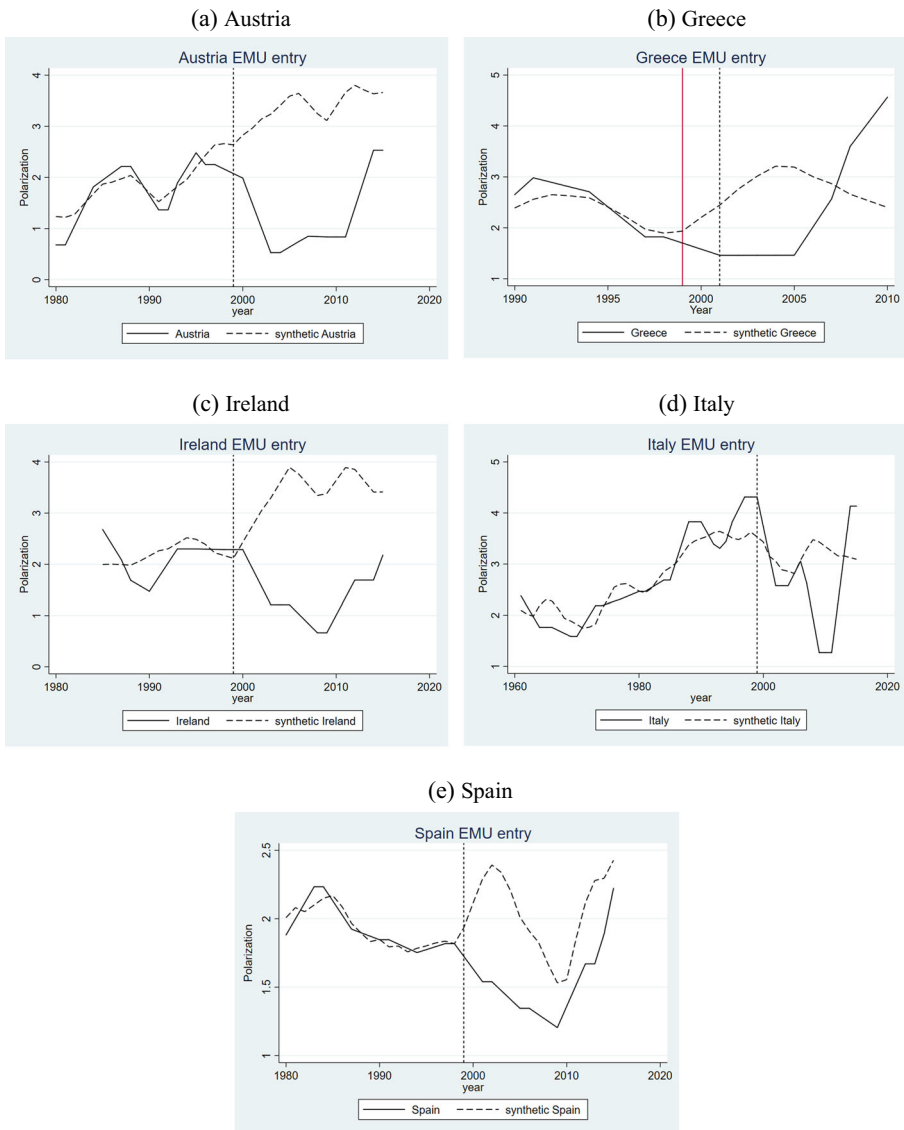 (a) Austria
Austria EMU entry
Polarization
4
3
2
1
0
1980 1990 2000 2010 2020
year
Austria synthetic Austria
(b) Greece
Greece EMU entry
Polarization
5
4
3
2
1
1990 1995 2000 2005 2010
Year
Greece synthetic Greece
(c) Ireland
Ireland EMU entry
Polarization
4
3
2
1
0
1980 1990 2000 2010 2020
year
Ireland synthetic Ireland
(d) Italy
Italy EMU entry
Polarization
5
4
3
2
1
1960 1980 2000 2020
year
Italy synthetic Italy
(e) Spain
Spain EMU entry
Polarization
2.5
2
1.5
1
1980 1990 2000 2010 2020
year
Spain synthetic Spain